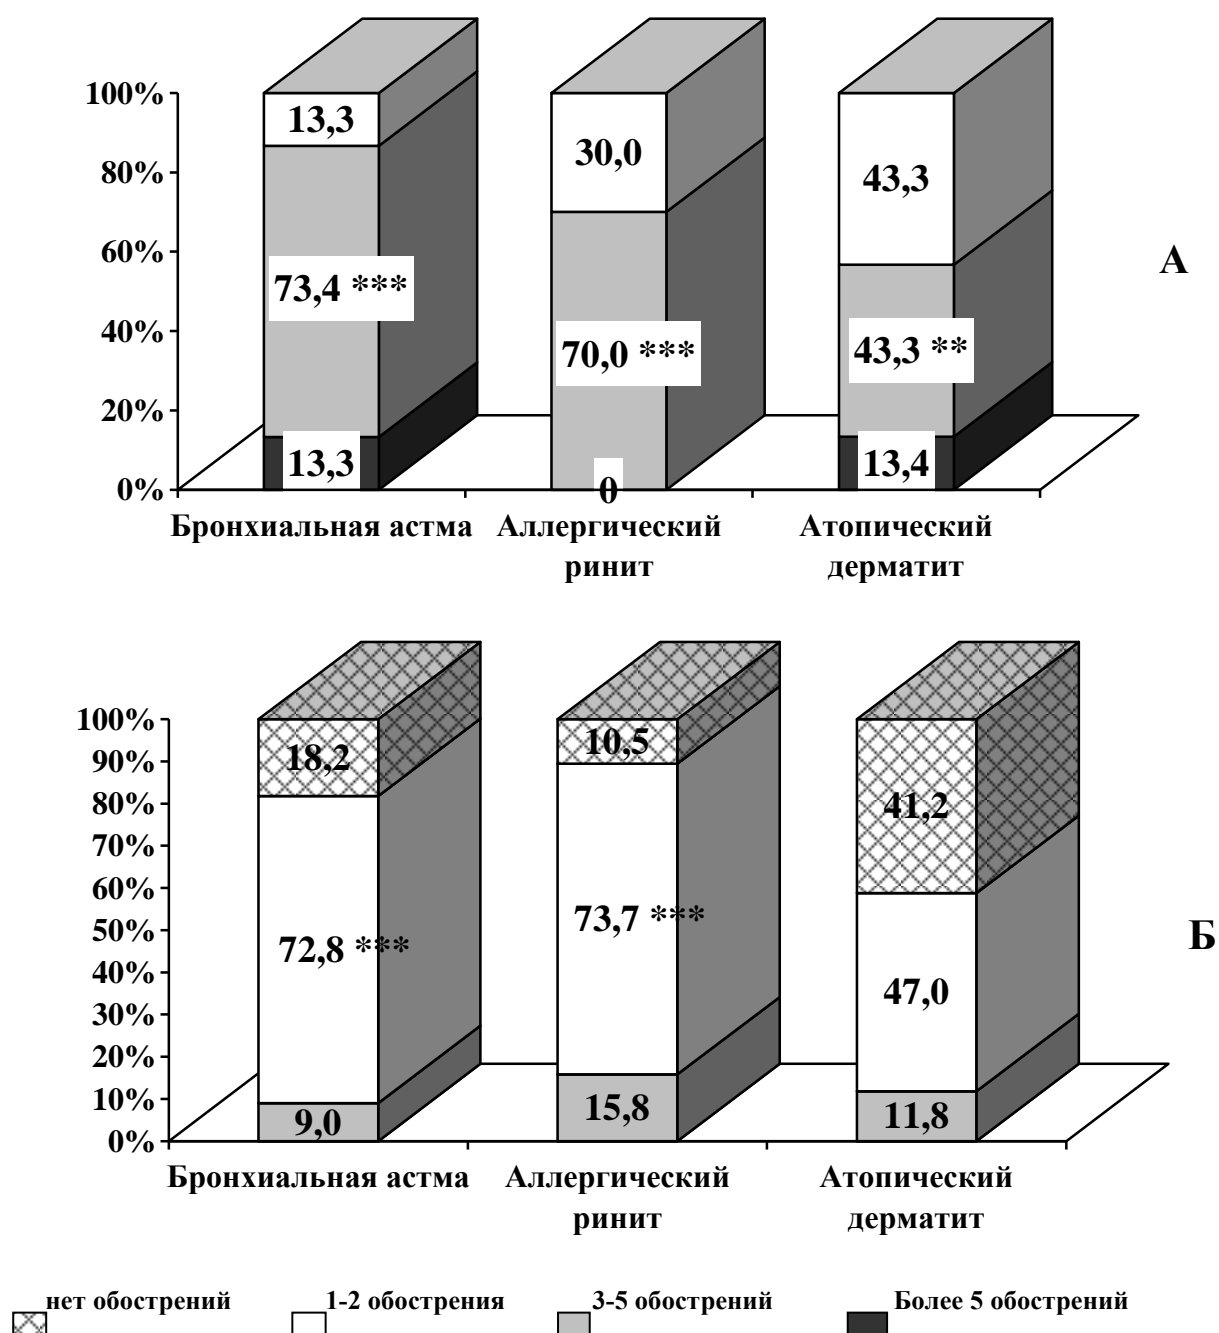 100%
80%
60%
40%
20%
0%
13,3
73,4 ***
13,3
30,0
70,0 ***
0
43,3
43,3 **
13,4
А
Бронхиальная астма
Аллергический
ринит
Атопический
дерматит
100%
90%
80%
70%
60%
50%
40%
30%
20%
10%
0%
18,2
72,8 ***
9,0
10,5
73,7 ***
15,8
41,2
47,0
11,8
Б
Бронхиальная астма
Аллергический
ринит
Атопический
дерматит
нет обострений
1-2 обострения
3-5 обострений
Более 5 обострений